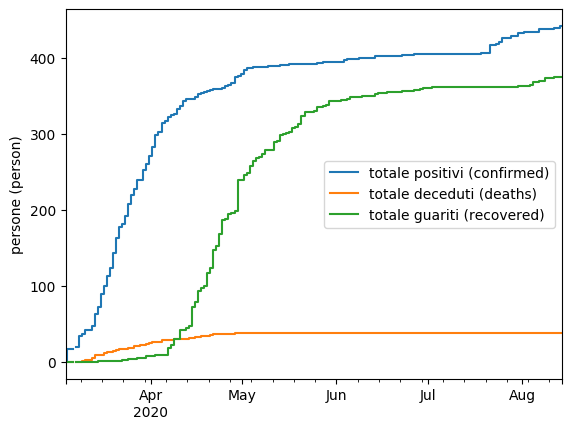 400
300
200
100
0
persone (person)
totale positivi (confirmed)
totale deceduti (deaths)
totale guariti (recovered)
Apr May Jun Jul Aug
2020